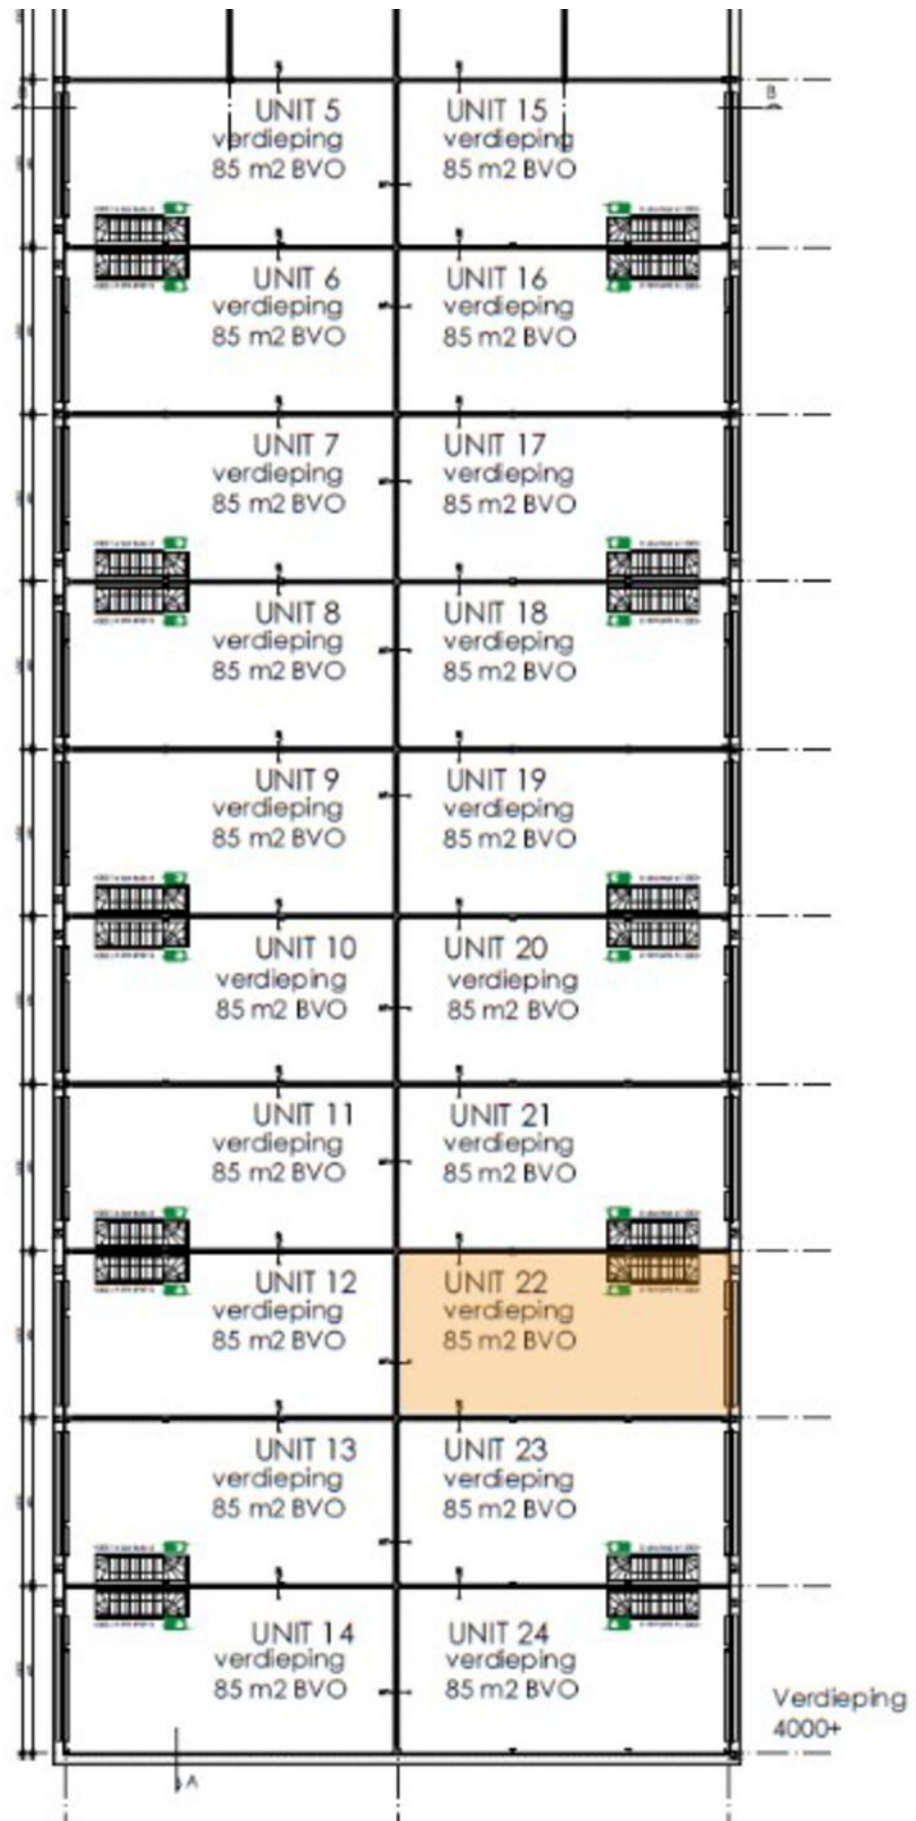 UNIT 5
verdieping
85 m2 BVO
UNIT 15
verdieping
85 m2 BVO
B
UNIT 6
verdieping
85 m2 BVO
UNIT 16
verdieping
85 m2 BVO
UNIT 7
verdieping
85 m2 BVO
UNIT 17
verdieping
85 m2 BVO
UNIT 8
verdieping
85 m2 BVO
UNIT 18
verdieping
85 m2 BVO
UNIT 9
verdieping
85 m2 BVO
UNIT 19
verdieping
85 m2 BVO
UNIT 10
verdieping
85 m2 BVO
UNIT 20
verdieping
85 m2 BVO
UNIT 11
verdieping
85 m2 BVO
UNIT 21
verdieping
85 m2 BVO
UNIT 12
verdieping
85 m2 BVO
UNIT 22
verdieping
85 m2 BVO
UNIT 13
verdieping
85 m2 BVO
UNIT 23
verdieping
85 m2 BVO
UNIT 14
verdieping
85 m2 BVO
UNIT 24
verdieping
85 m2 BVO
Verdieping
4000+
A